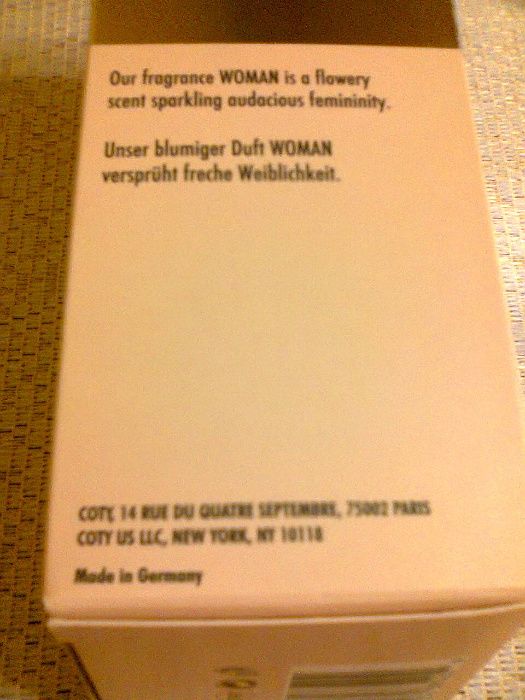 Our fragrance WOMAN is a flowery
scent sparkling audacious femininity.
Unser blumiger Duft WOMAN
versprüht freche Weiblichkeit.
COTY, 14 RUE DU QUATRE SEPTEMBRE, 75002 PARIS
COTY US LLC, NEW YORK, NY 10118
Made in Germany